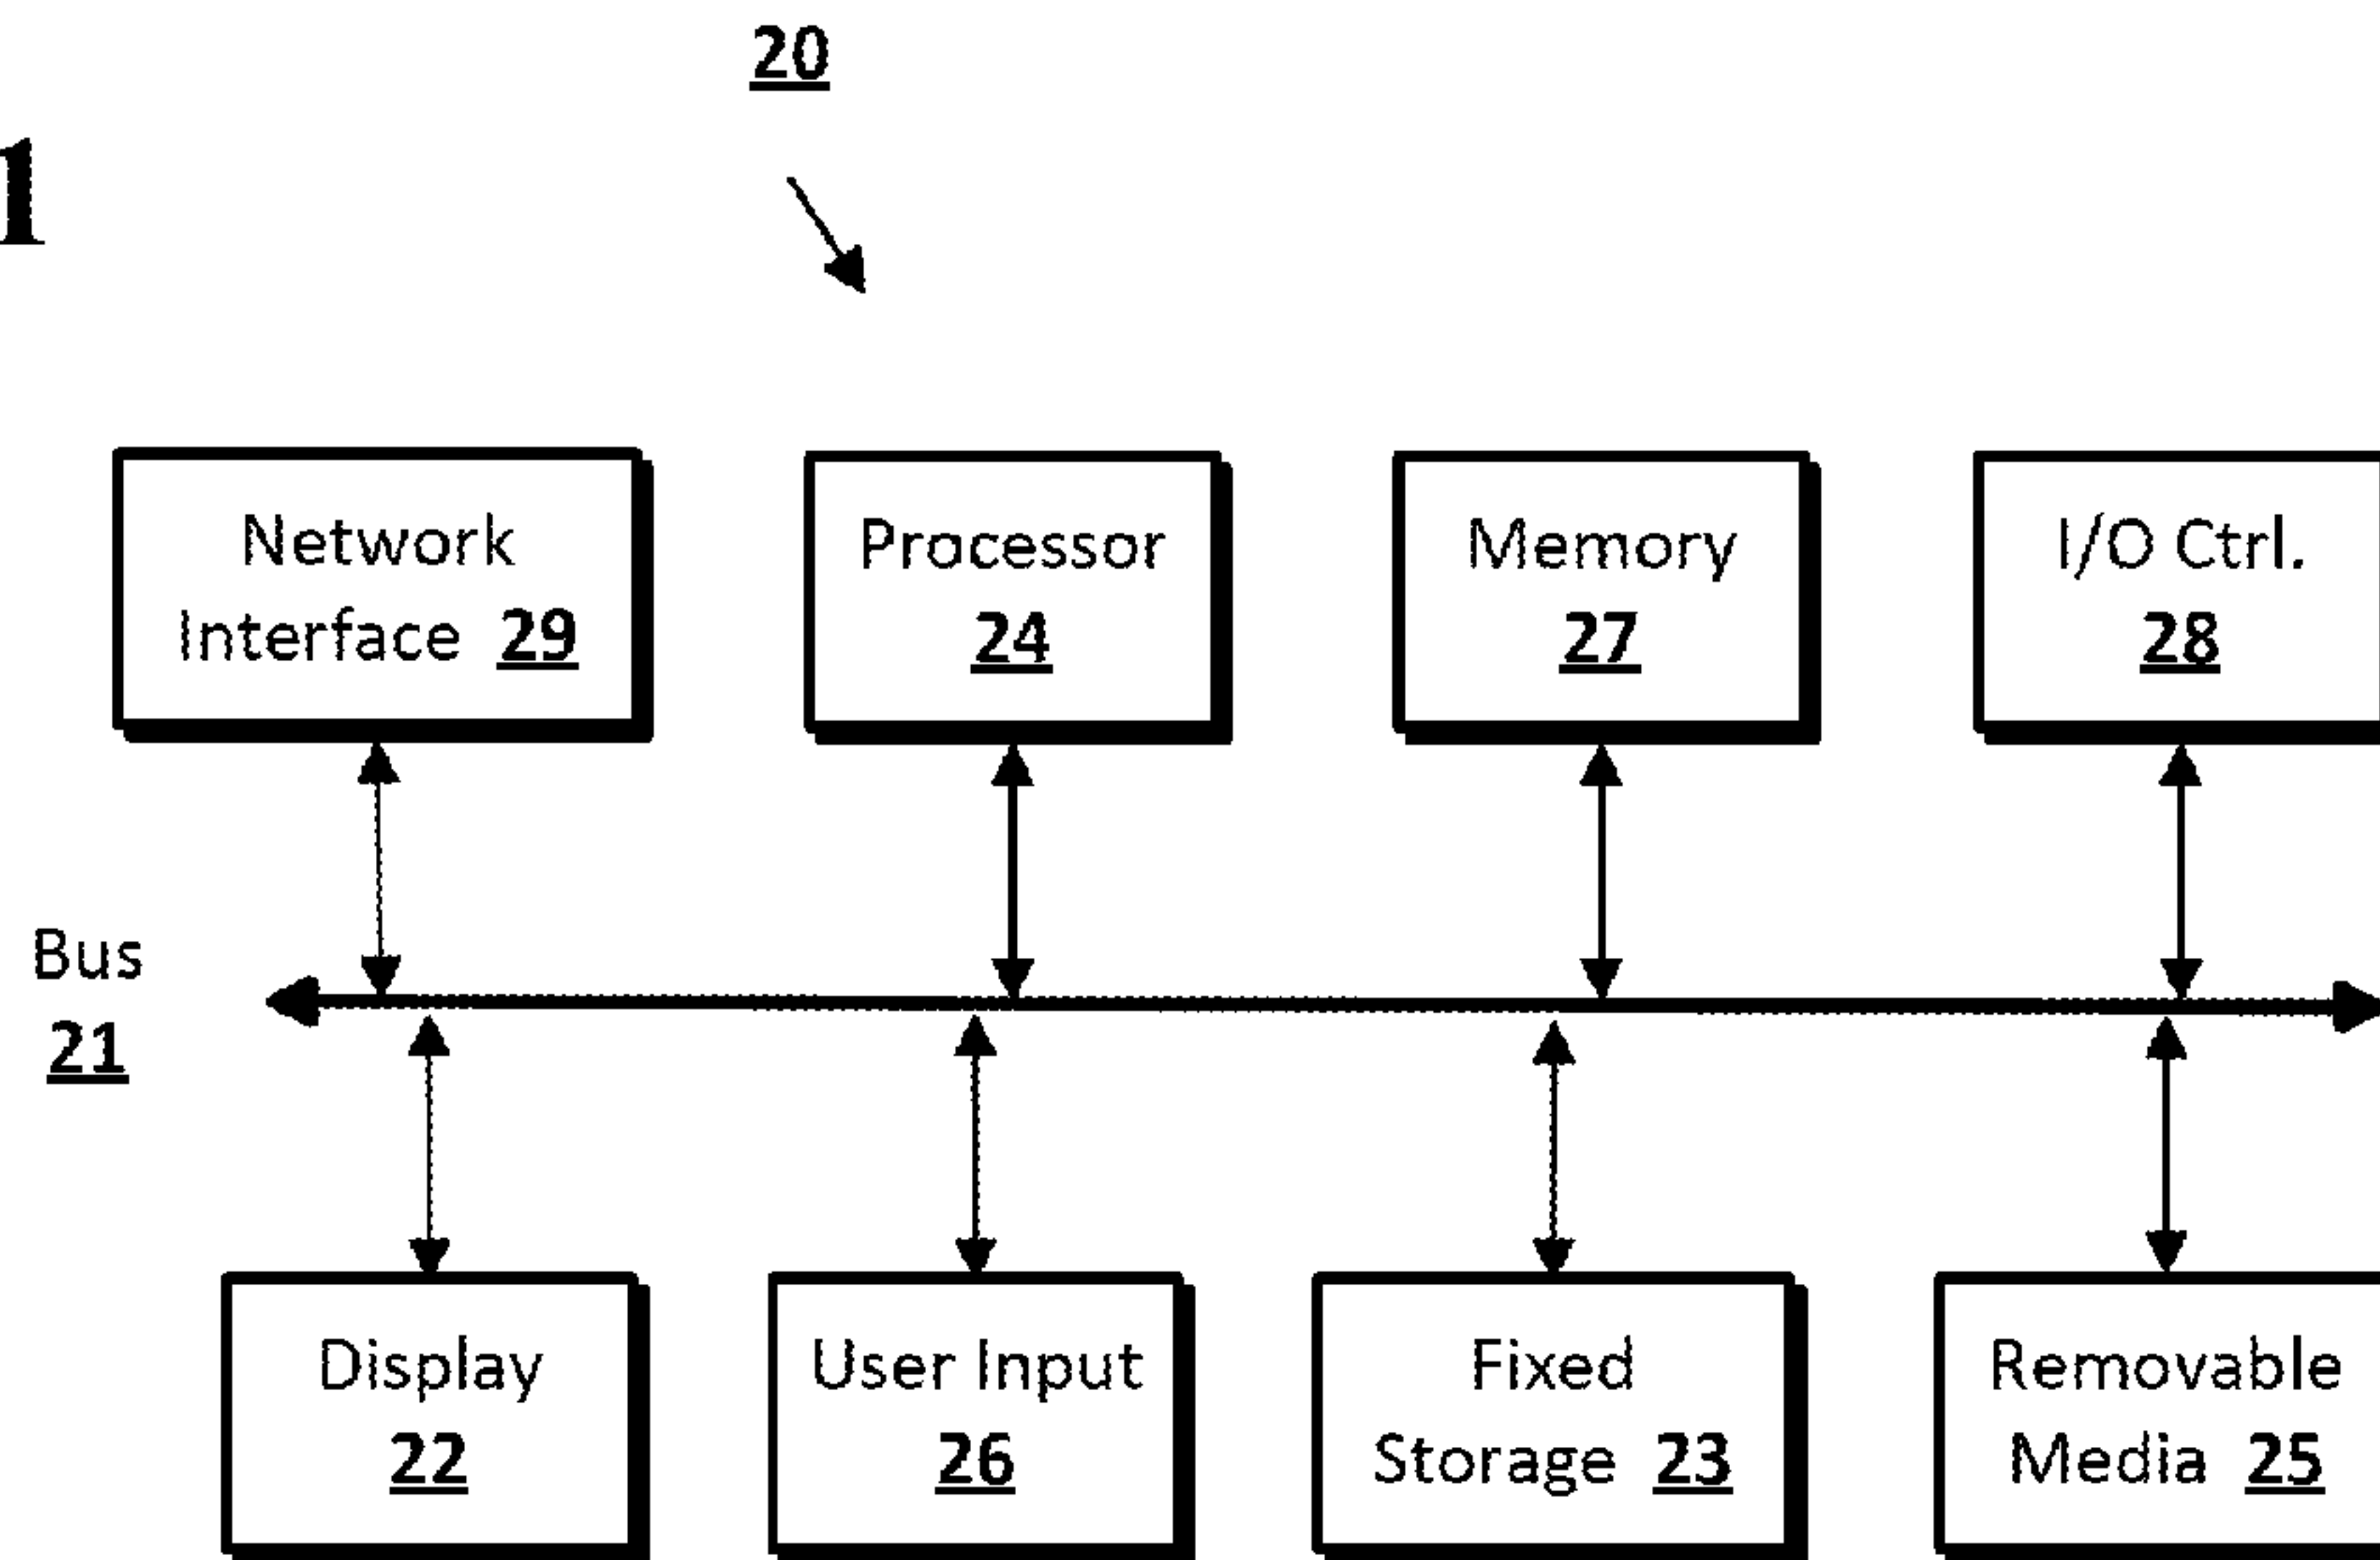 20
1
Network
Interface 29
Processor
24
Memory
27
I/O Ctrl.
28
Bus
21
Display
22
User Input
26
Fixed
Storage 23
Removable
Media 25